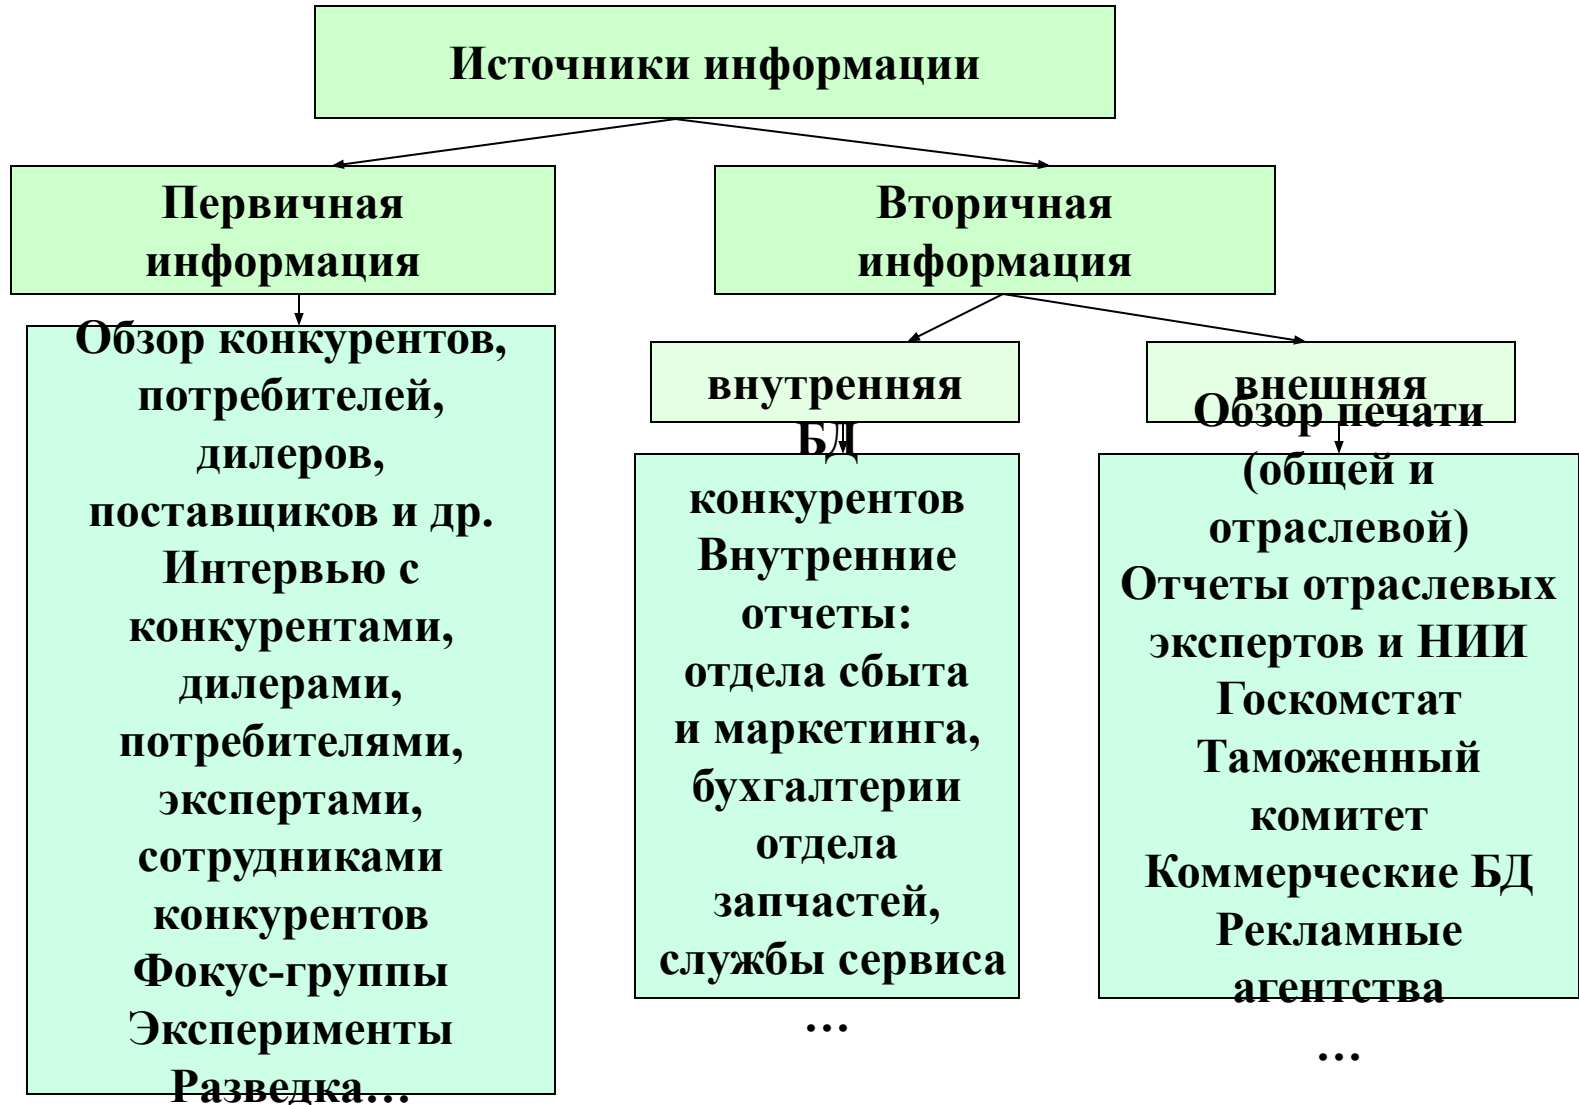 Источники информации
Первичная
информация
Вторичная
информация
Обзор конкурентов,
потребителей,
дилеров,
поставщиков и др.
Интервью с
конкурентами,
дилерами,
потребителями,
экспертами,
сотрудниками
конкурентов
Фокус-группы
Эксперименты
Разведка…
внутренняя
БД
конкурентов
Внутренние
отчеты:
отдела сбыта
и маркетинга,
бухгалтерии
отдела
запчастей,
службы сервиса
…
внешняя
Обзор печати
(общей и
отраслевой)
Отчеты отраслевых
экспертов и НИИ
Госкомстат
Таможенный
комитет
Коммерческие БД
Рекламные
агентства
…